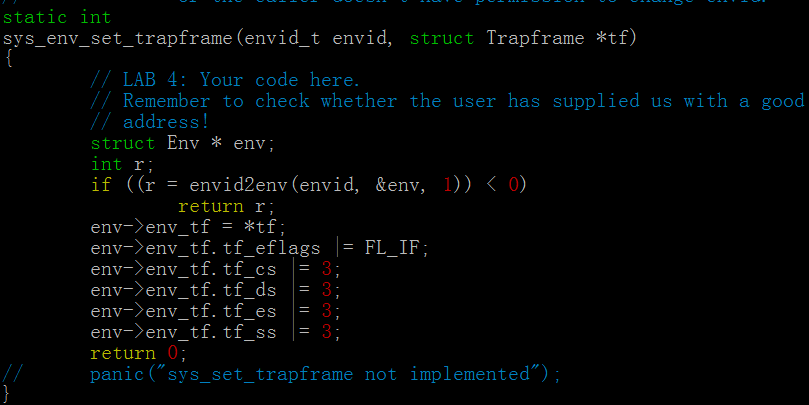 // or the caller doesn't have permission to change envid.
static int
sys_env_set_trapframe(envid_t envid, struct Trapframe *tf)
{
        // LAB 4: Your code here.
        // Remember to check whether the user has supplied us with a good
        // address!
        struct Env * env;
        int r;
        if ((r = envid2env(envid, &env, 1)) < 0)
                return r;
        env->env_tf = *tf;
        env->env_tf.tf_eflags |= FL_IF;
        env->env_tf.tf_cs |= 3;
        env->env_tf.tf_ds |= 3;
        env->env_tf.tf_es |= 3;
        env->env_tf.tf_ss |= 3;
        return 0;
//      panic("sys_set_trapframe not implemented");
}